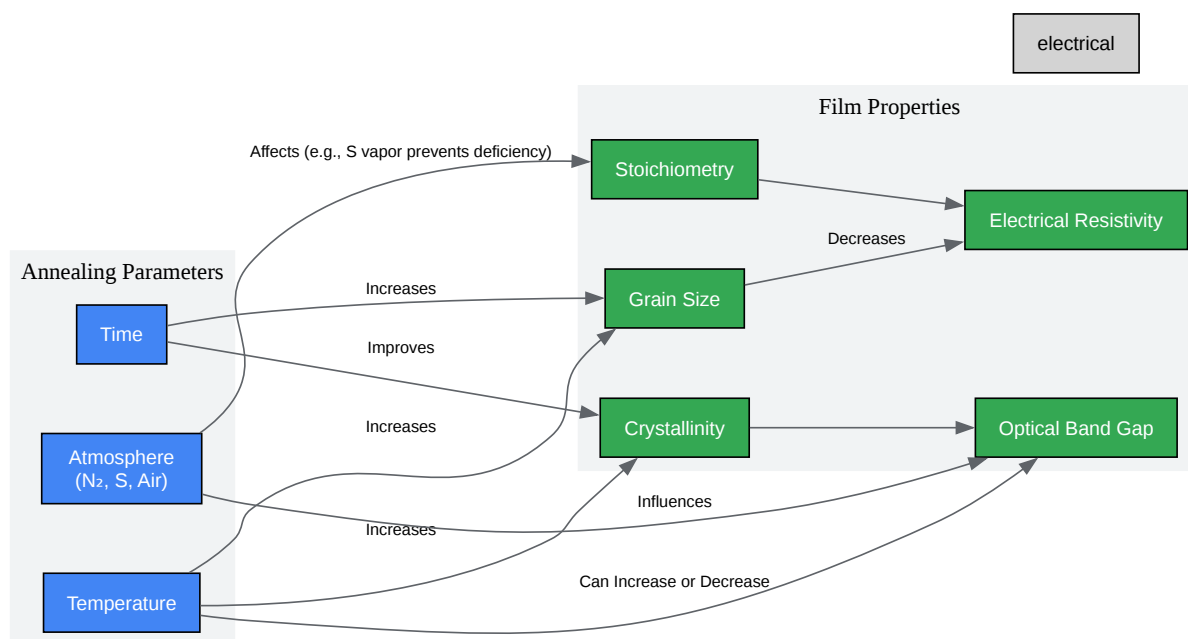 electrical
Film Properties
Affects (e.g., S vapor prevents deficiency)
Stoichiometry
Electrical Resistivity
Decreases
Annealing Parameters
Increases
Grain Size
Time
Improves
Increases
Crystallinity
Optical Band Gap
Atmosphere
(N₂, S, Air)
Influences
Increases
Can Increase or Decrease
Temperature